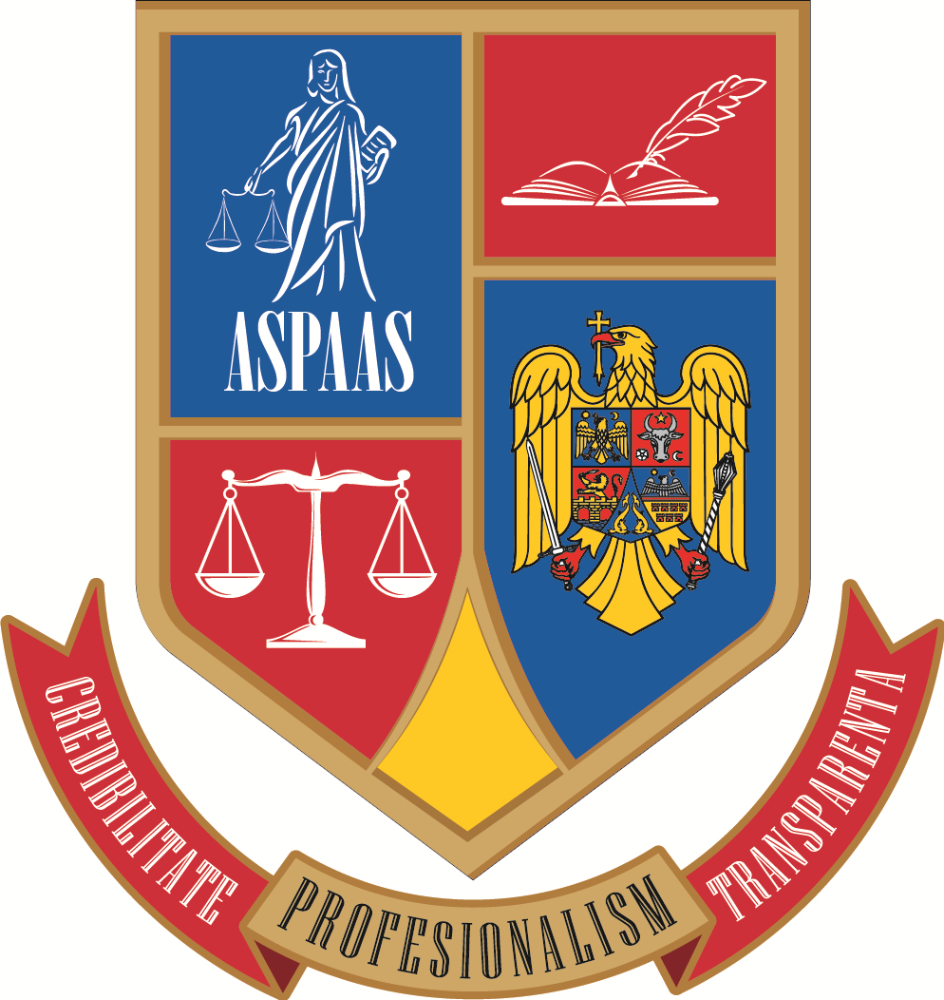 ASPAAS
CREDIBILITATE
PROFESIONALISM
TRANSPARENTA